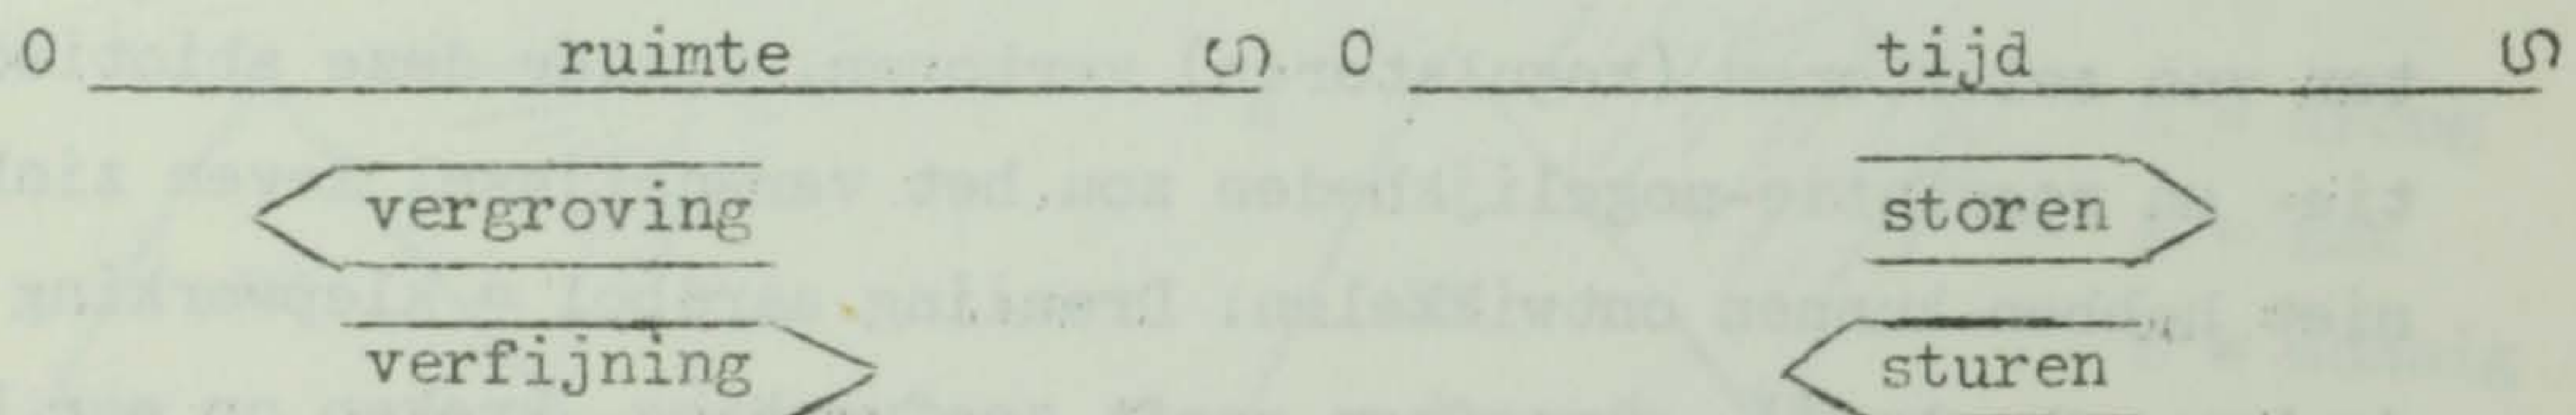 0 ruimte ഗ 0 tijd ഗ
vergroving storen
verfijning sturen